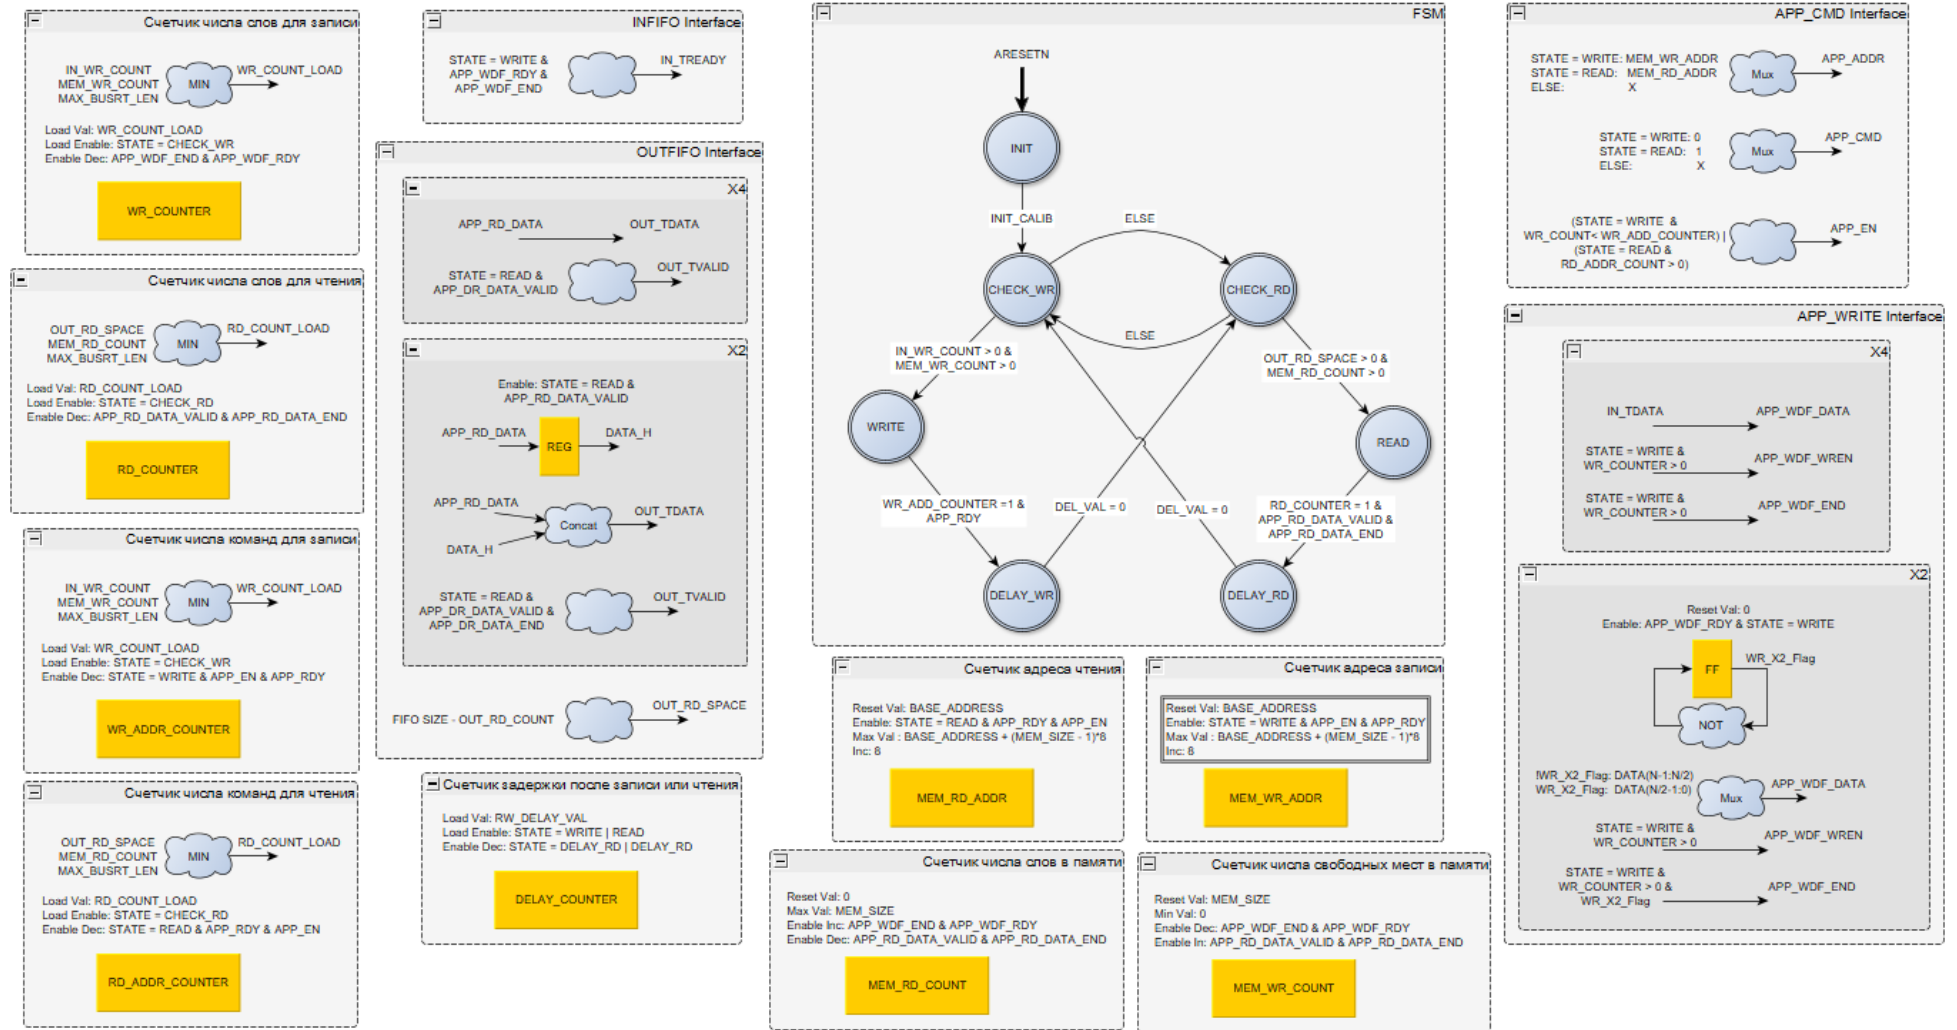 Счетчик числа слов для записи
IN_WR_COUNT
MEM_WR_COUNT
MAX_BUSRT_LEN
MIN
WR_COUNT_LOAD
Load Val: WR_COUNT_LOAD
Load Enable: STATE = CHECK_WR
Enable Dec: APP_WDF_END & APP_WDF_RDY
WR_COUNTER
Счетчик числа слов для чтения
OUT_RD_SPACE
MEM_RD_COUNT
MAX_BUSRT_LEN
MIN
RD_COUNT_LOAD
Load Val: RD_COUNT_LOAD
Load Enable: STATE = CHECK_RD
Enable Dec: APP_RD_DATA_VALID & APP_RD_DATA_END
RD_COUNTER
Счетчик числа команд для записи
IN_WR_COUNT
MEM_WR_COUNT
MAX_BUSRT_LEN
MIN
WR_COUNT_LOAD
Load Val: WR_COUNT_LOAD
Load Enable: STATE = CHECK_WR
Enable Dec: STATE = WRITE & APP_EN & APP_RDY
WR_ADDR_COUNTER
Счетчик числа команд для чтения
OUT_RD_SPACE
MEM_RD_COUNT
MAX_BUSRT_LEN
MIN
RD_COUNT_LOAD
Load Val: RD_COUNT_LOAD
Load Enable: STATE = CHECK_RD
Enable Dec: STATE = READ & APP_RDY & APP_EN
RD_ADDR_COUNTER
INFIFO Interface
STATE = WRITE &
APP_WDF_RDY &
APP_WDF_END
IN_TREADY
OUTFIFO Interface
X4
APP_RD_DATA
OUT_TDATA
STATE = READ &
APP_DR_DATA_VALID
OUT_TVALID
X2
Enable: STATE = READ &
APP_RD_DATA_VALID
APP_RD_DATA
REG
DATA_H
APP_RD_DATA
Concat
OUT_TDATA
DATA_H
STATE = READ &
APP_DR_DATA_VALID &
APP_DR_DATA_END
OUT_TVALID
FIFO SIZE - OUT_RD_COUNT
OUT_RD_SPACE
Счетчик задержки после записи или чтения
Load Val: RW_DELAY_VAL
Load Enable: STATE = WRITE | READ
Enable Dec: STATE = DELAY_RD | DELAY_RD
DELAY_COUNTER
FSM
ARESETN
INIT
INIT_CALIB
ELSE
CHECK_WR
CHECK_RD
ELSE
IN_WR_COUNT > 0 &
MEM_WR_COUNT > 0
OUT_RD_SPACE > 0 &
MEM_RD_COUNT > 0
WRITE
READ
WR_ADD_COUNTER =1 &
APP_RDY
DEL_VAL = 0
DEL_VAL = 0
RD_COUNTER = 1 &
APP_RD_DATA_VALID &
APP_RD_DATA_END
DELAY_WR
DELAY_RD
Счетчик адреса чтения
Reset Val: BASE_ADDRESS
Enable: STATE = READ & APP_RDY & APP_EN
Max Val : BASE_ADDRESS + (MEM_SIZE - 1)*8
Inc: 8
MEM_RD_ADDR
Счетчик адреса записи
Reset Val: BASE_ADDRESS
Enable: STATE = WRITE & APP_EN & APP_RDY
Max Val : BASE_ADDRESS + (MEM_SIZE - 1)*8
Inc: 8
MEM_WR_ADDR
Счетчик числа слов в памяти
Reset Val: 0
Max Val: MEM_SIZE
Enable Inc: APP_WDF_END & APP_WDF_RDY
Enable Dec: APP_RD_DATA_VALID & APP_RD_DATA_END
MEM_RD_COUNT
Счетчик числа свободных мест в памяти
Reset Val: MEM_SIZE
Min Val: 0
Enable Dec: APP_WDF_END & APP_WDF_RDY
Enable In: APP_RD_DATA_VALID & APP_RD_DATA_END
MEM_WR_COUNT
APP_CMD Interface
STATE = WRITE: MEM_WR_ADDR
STATE = READ: MEM_RD_ADDR
ELSE: X
Mux
APP_ADDR
STATE = WRITE: 0
STATE = READ: 1
ELSE: X
Mux
APP_CMD
(STATE = WRITE &
WR_COUNT< WR_ADD_COUNTER) |
(STATE = READ &
RD_ADDR_COUNT > 0)
APP_EN
APP_WRITE Interface
X4
IN_TDATA
APP_WDF_DATA
STATE = WRITE &
WR_COUNTER > 0
APP_WDF_WREN
STATE = WRITE &
WR_COUNTER > 0
APP_WDF_END
X2
Reset Val: 0
Enable: APP_WDF_RDY & STATE = WRITE
FF
WR_X2_Flag
NOT
!WR_X2_Flag: DATA(N-1:N/2)
WR_X2_Flag: DATA(N/2-1:0)
Mux
APP_WDF_DATA
STATE = WRITE &
WR_COUNTER > 0
APP_WDF_WREN
STATE = WRITE &
WR_COUNTER > 0 &
WR_X2_Flag
APP_WDF_END